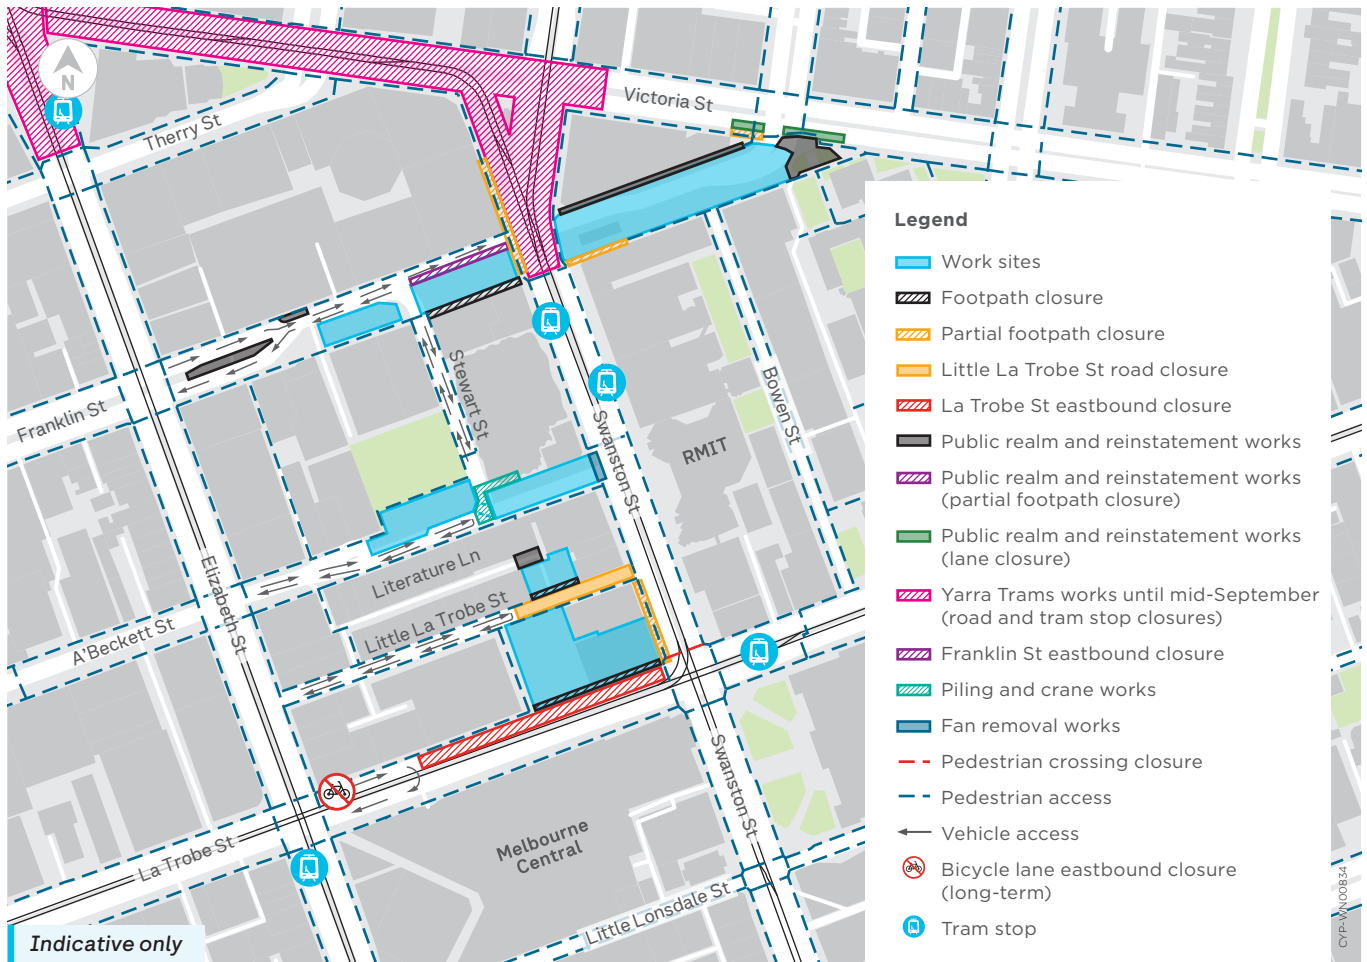 N
Therry St
Victoria St
Franklin St
Stewart St
Swanston St
RMIT
Bowen St
Elizabeth St
Literature Ln
Little La Trobe St
A'Beckett St
Swanston St
Melbourne
Central
La Trobe St
Little Lonsdale St
Indicative only
Legend
Work sites
Footpath closure
Partial footpath closure
Little La Trobe St road closure
La Trobe St eastbound closure
Public realm and reinstatement works
Public realm and reinstatement works
(partial footpath closure)
Public realm and reinstatement works
(lane closure)
Yarra Trams works until mid-September
(road and tram stop closures)
Franklin St eastbound closure
Piling and crane works
Fan removal works
Pedestrian crossing closure
Pedestrian access
Vehicle access
Bicycle lane eastbound closure
(long-term)
Tram stop
CYP-WN00834